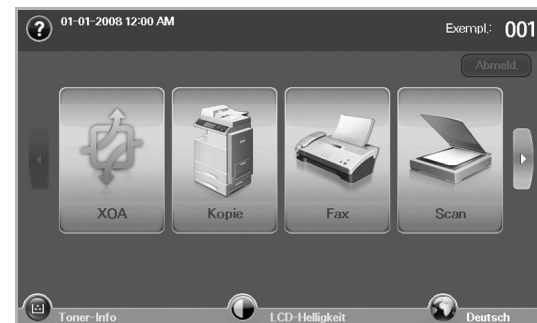 ? 01-01-2008 12:00 AM Exempl.: 001
Abmeld.
XOA Kopie Fax Scan
Toner-Info LCD-Helligkeit Deutsch